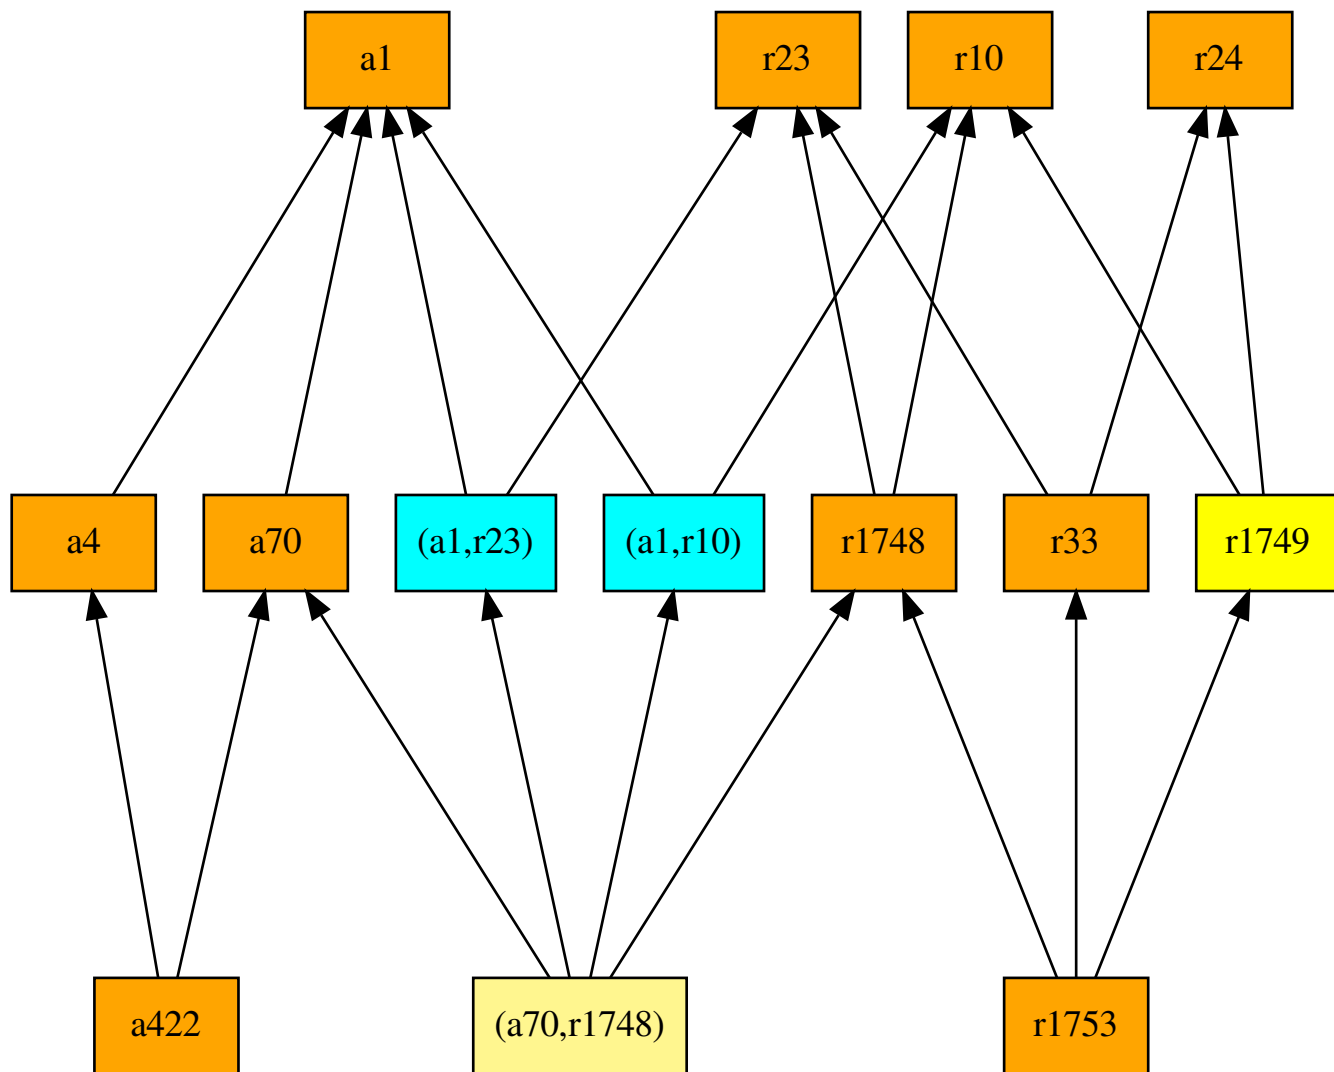 a1
r23
r10
r24
a4
a70
(a1,r23)
(a1,r10)
r1748
r33
r1749
a422
(a70,r1748)
r1753